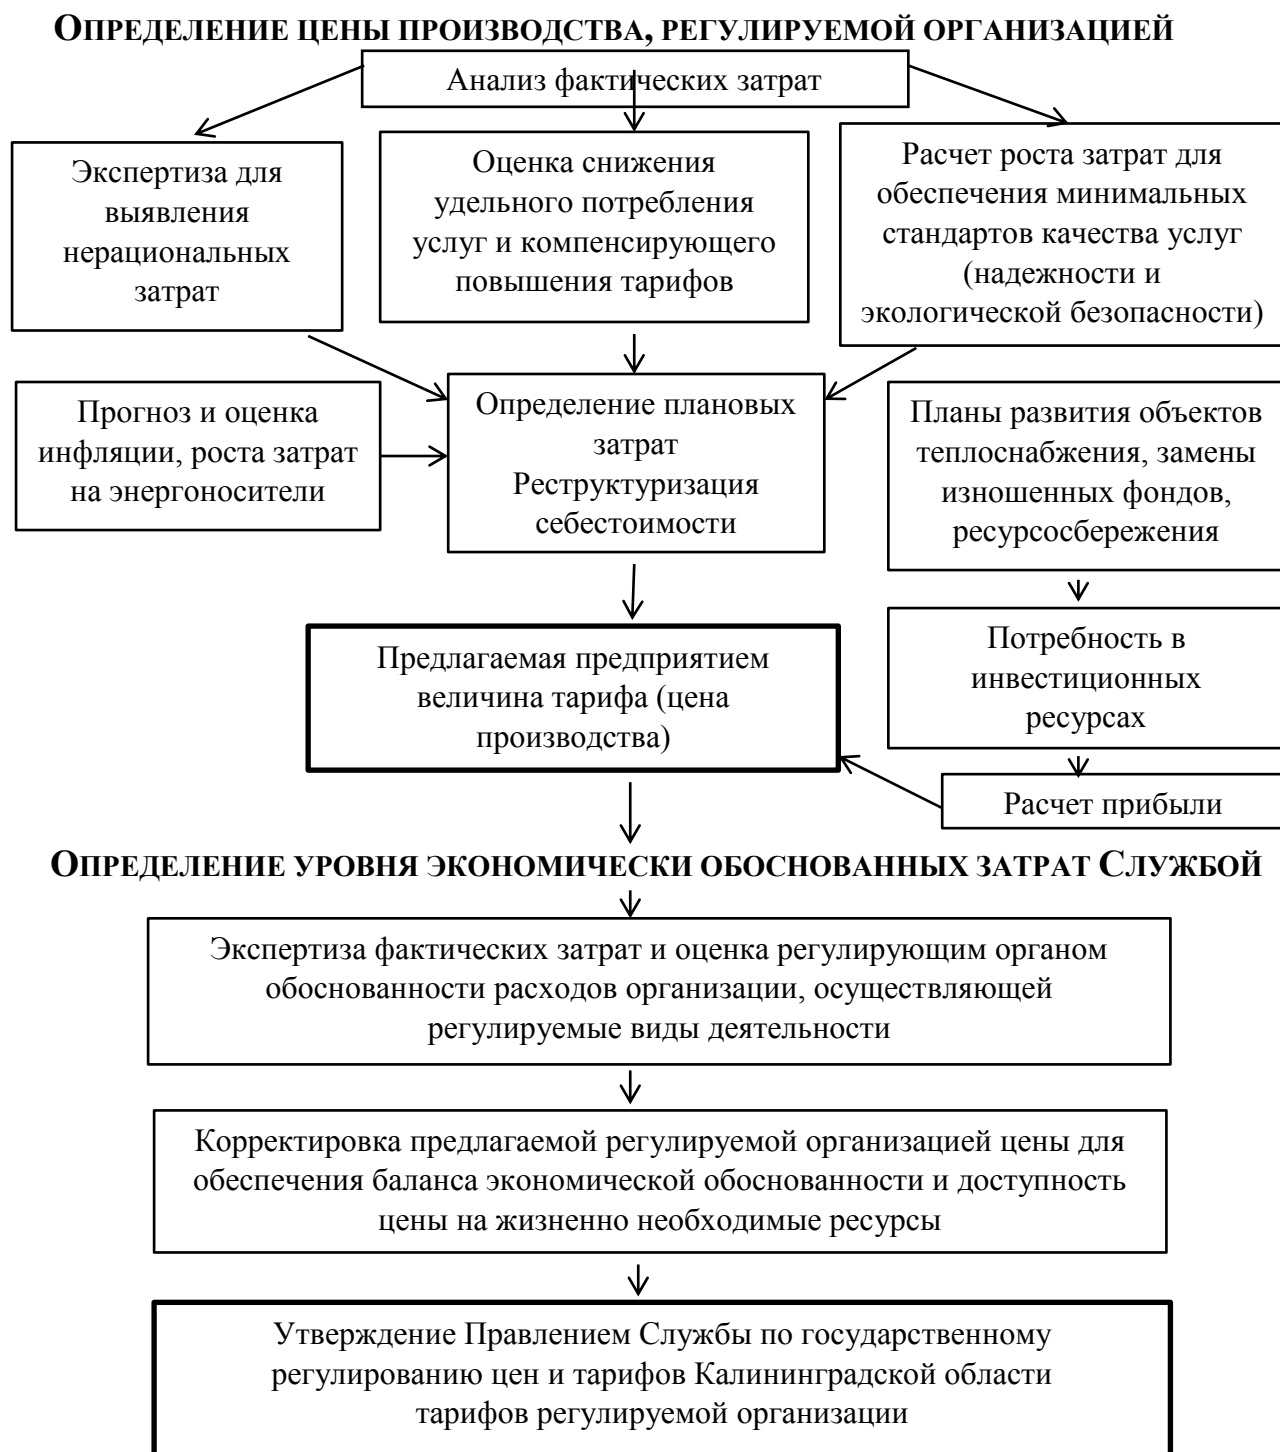 ОПРЕДЕЛЕНИЕ ЦЕНЫ ПРОИЗВОДСТВА, РЕГУЛИРУЕМОЙ ОРГАНИЗАЦИЕЙ
Анализ фактических затрат
Экспертиза для
выявления
нерациональных
затрат
Оценка снижения
удельного потребления
услуг и компенсирующего
повышения тарифов
Расчет роста затрат для
обеспечения минимальных
стандартов качества услуг
(надежности и
экологической безопасности)
Прогноз и оценка
инфляции, роста затрат
на энергоносители
Определение плановых
затрат
Реструктуризация
себестоимости
Планы развития объектов
теплоснабжения, замены
изношенных фондов,
ресурсосбережения
Предлагаемая предприятием
величина тарифа (цена
производства)
Потребность в
инвестиционных
ресурсах
Расчет прибыли
ОПРЕДЕЛЕНИЕ УРОВНЯ ЭКОНОМИЧЕСКИ ОБОСНОВАННЫХ ЗАТРАТ СЛУЖБОЙ
Экспертиза фактических затрат и оценка регулирующим органом
обоснованности расходов организации, осуществляющей
регулируемые виды деятельности
Корректировка предлагаемой регулируемой организацией цены для
обеспечения баланса экономической обоснованности и доступность
цены на жизненно необходимые ресурсы
Утверждение Правлением Службы по государственному
регулированию цен и тарифов Калининградской области
тарифов регулируемой организации